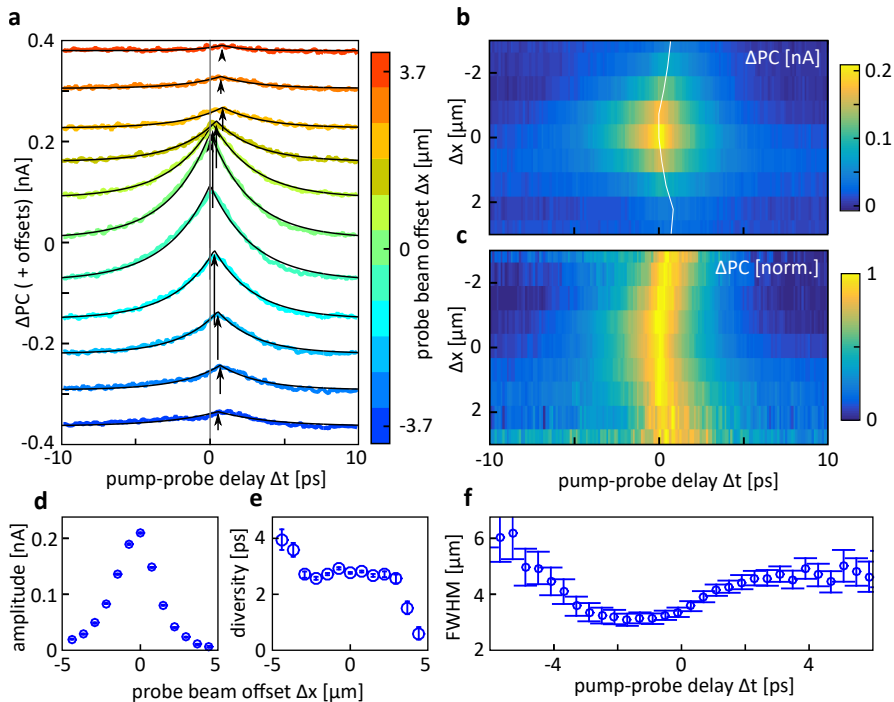 a
ΔPC ( + offsets) [nA]
0.4
0.2
0
-0.2
-0.4
-10
0
10
pump-probe delay Δt [ps]
3.7
0
-3.7
probe beam offset Δx [μm]
b
ΔPC [nA]
Δx [μm]
-2
0
2
0.2
0.1
0
c
ΔPC [norm.]
Δx [μm]
-2
0
2
1
0
-10
0
10
pump-probe delay Δt [ps]
d
amplitude [nA]
0.2
0.1
0
-5
0
5
e
diversity [ps]
4
2
0
-5
0
5
probe beam offset Δx [μm]
f
FWHM [μm]
6
4
2
-4
0
4
pump-probe delay Δt [ps]